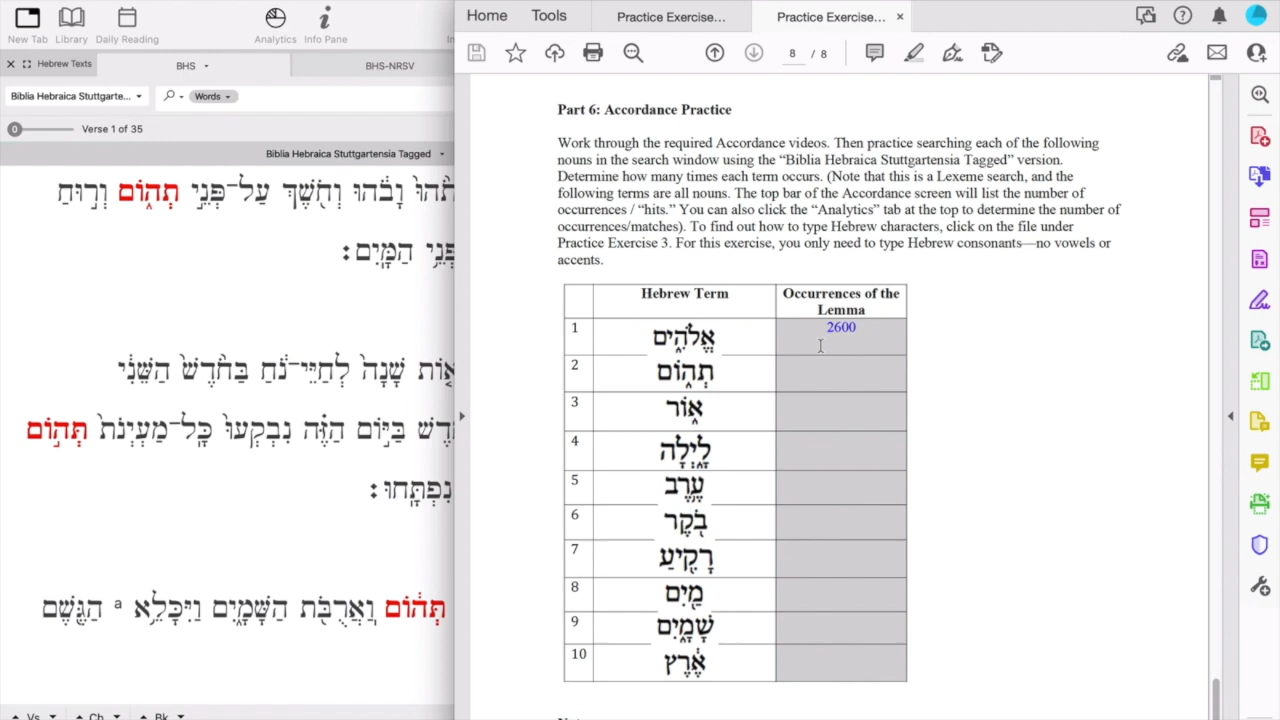 Home Tools Practice Exercise... Practice Exercise... ×
New Tab Library Daily Reading Analytics Info Pane
8 / 8
× Hebrew Texts BHS BHS-NRSV
Biblia Hebraica Stuttgarte... Words
0 Verse 1 of 35
Biblia Hebraica Stuttgartensia Tagged
וָבֹ֔הוּ וְחֹ֖שֶׁךְ עַל־פְּנֵ֣י תְה֑וֹם וְר֣וּחַ
פְּנֵ֥י הַמָּֽיִם׃
שָׁנָה֙ לְחַיֵּי־נֹ֔חַ בַּחֹ֙דֶשׁ֙ הַשֵּׁנִ֔י
בַּיּ֣וֹם הַזֶּ֗ה נִבְקְעוּ֙ כָּֽל־מַעְיְנֹת֙ תְּה֣וֹם
נִפְתָּֽחוּ׃
תְּה֔וֹם וַֽאֲרֻבֹּ֖ת הַשָּׁמָ֑יִם וַיִּכָּלֵ֥א a הַגֶּ֖שֶׁם
Vs Ch Bk
Part 6: Accordance Practice
Work through the required Accordance videos. Then practice searching each of the following
nouns in the search window using the “Biblia Hebraica Stuttgartensia Tagged” version.
Determine how many times each term occurs. (Note that this is a Lexeme search, and the
following terms are all nouns. The top bar of the Accordance screen will list the number of
occurrences / “hits.” You can also click the “Analytics” tab at the top to determine the number of
occurrences/matches). To find out how to type Hebrew characters, click on the file under
Practice Exercise 3. For this exercise, you only need to type Hebrew consonants—no vowels or
accents.
Hebrew Term Occurrences of the
Lemma
1 אֱלֹהִ֑ים 2600
2 תְה֑וֹם
3 א֑וֹר
4 לָ֑יְלָה
5 עֶ֥רֶב
6 בֹ֖קֶר
7 רָקִ֖יעַ
8 מַ֖יִם
9 שָׁמָ֑יִם
10 אֶ֔רֶץ